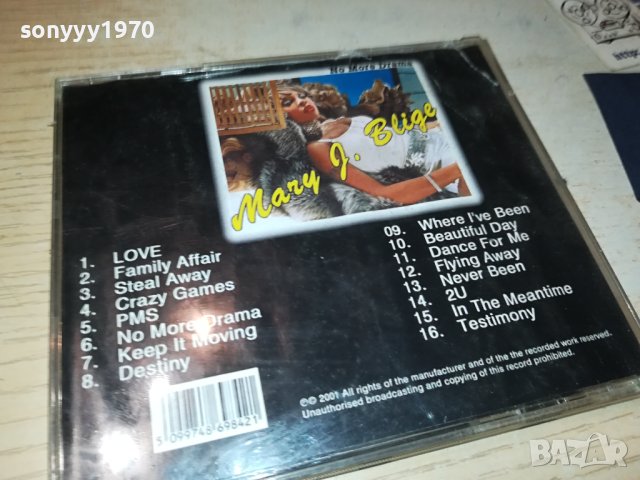 sonyyy1970
http:
No More Drama
Mary J. Blige
1. LOVE
2. Family Affair
3. Steal Away
4. Crazy Games
5. PMS
6. No More Drama
7. Keep It Moving
8. Destiny
09. Where I've Been
10. Beautiful Day
11. Dance For Me
12. Flying Away
13. Never Been
14. 2U
15. In The Meantime
16. Testimony
5 099748 698421
℗© 2001 All rights of the manufacturer and of the recorded work reserved.
Unauthorised broadcasting and copying of this record prohibited.
BAZAR